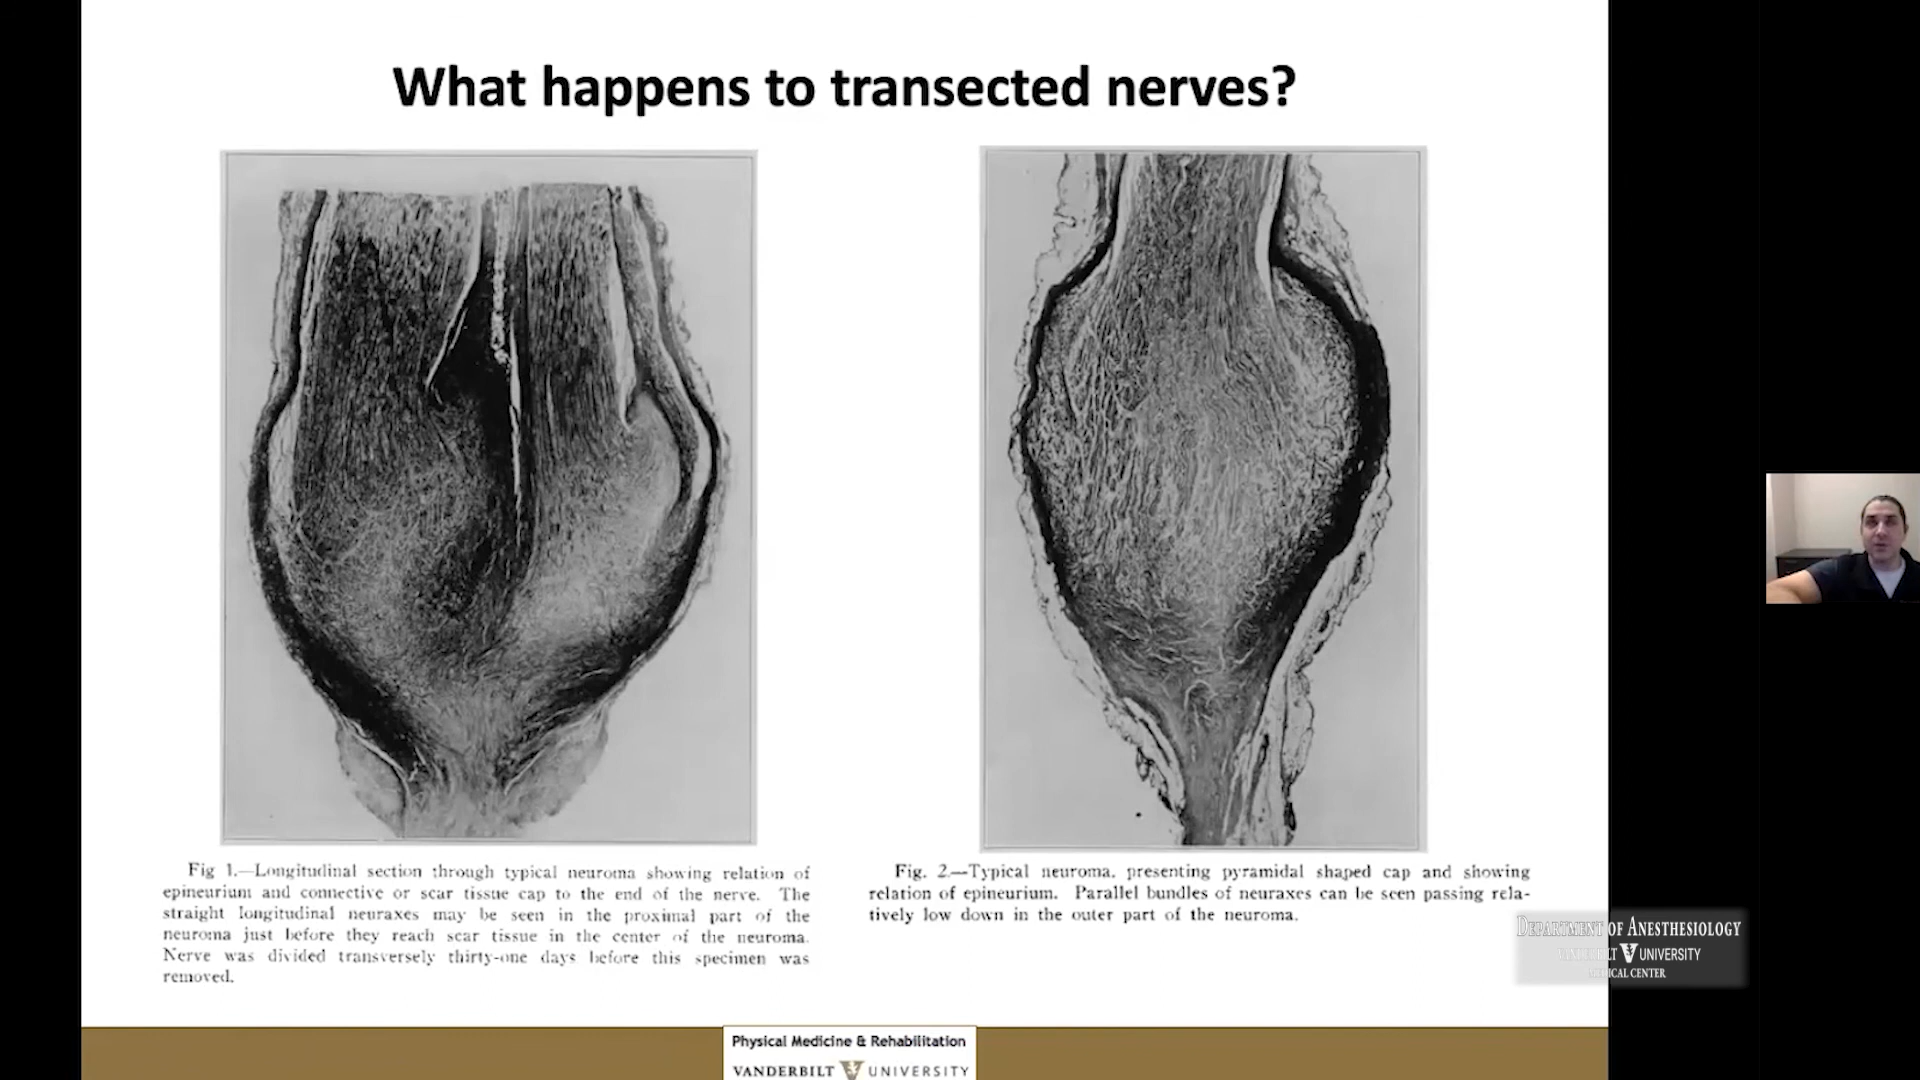 What happens to transected nerves?
Fig 1.—Longitudinal section through typical neuroma showing relation of
epineurium and connective or scar tissue cap to the end of the nerve. The
straight longitudinal neuraxes may be seen in the proximal part of the
neuroma just before they reach scar tissue in the center of the neuroma.
Nerve was divided transversely thirty-one days before this specimen was
removed.
Fig. 2.—Typical neuroma, presenting pyramidal shaped cap and showing
relation of epineurium. Parallel bundles of neuraxes can be seen passing rela-
tively low down in the outer part of the neuroma.
DEPARTMENT OF ANESTHESIOLOGY
VANDERBILT UNIVERSITY
MEDICAL CENTER
Physical Medicine & Rehabilitation
VANDERBILT UNIVERSITY